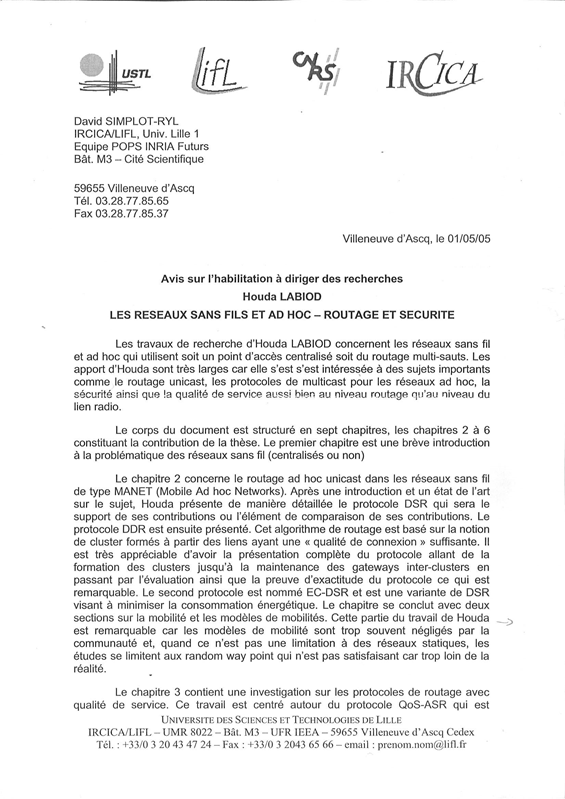 USTL LifL CNRS IRCICA
David SIMPLOT-RYL
IRCICA/LIFL, Univ. Lille 1
Equipe POPS INRIA Futurs
Bât. M3 – Cité Scientifique
59655 Villeneuve d'Ascq
Tél. 03.28.77.85.65
Fax 03.28.77.85.37
Villeneuve d'Ascq, le 01/05/05
Avis sur l'habilitation à diriger des recherches
Houda LABIOD
LES RESEAUX SANS FILS ET AD HOC – ROUTAGE ET SECURITE
Les travaux de recherche d'Houda LABIOD concernent les réseaux sans fil
et ad hoc qui utilisent soit un point d'accès centralisé soit du routage multi-sauts. Les
apport d'Houda sont très larges car elle s'est s'est intéressée à des sujets importants
comme le routage unicast, les protocoles de multicast pour les réseaux ad hoc, la
sécurité ainsi que la qualité de service aussi bien au niveau routage qu'au niveau du
lien radio.
Le corps du document est structuré en sept chapitres, les chapitres 2 à 6
constituant la contribution de la thèse. Le premier chapitre est une brève introduction
à la problématique des réseaux sans fil (centralisés ou non)
Le chapitre 2 concerne le routage ad hoc unicast dans les réseaux sans fil
de type MANET (Mobile Ad hoc Networks). Après une introduction et un état de l'art
sur le sujet, Houda présente de manière détaillée le protocole DSR qui sera le
support de ses contributions ou l'élément de comparaison de ses contributions. Le
protocole DDR est ensuite présenté. Cet algorithme de routage est basé sur la notion
de cluster formés à partir des liens ayant une « qualité de connexion » suffisante. Il
est très appréciable d'avoir la présentation complète du protocole allant de la
formation des clusters jusqu'à la maintenance des gateways inter-clusters en
passant par l'évaluation ainsi que la preuve d'exactitude du protocole ce qui est
remarquable. Le second protocole est nommé EC-DSR et est une variante de DSR
visant à minimiser la consommation énergétique. Le chapitre se conclut avec deux
sections sur la mobilité et les modèles de mobilités. Cette partie du travail de Houda
est remarquable car les modèles de mobilité sont trop souvent négligés par la
communauté et, quand ce n'est pas une limitation à des réseaux statiques, les
études se limitent aux random way point qui n'est pas satisfaisant car trop loin de la
réalité.
Le chapitre 3 contient une investigation sur les protocoles de routage avec
qualité de service. Ce travail est centré autour du protocole QoS-ASR qui est
UNIVERSITE DES SCIENCES ET TECHNOLOGIES DE LILLE
IRCICA/LIFL – UMR 8022 – Bât. M3 – UFR IEEA – 59655 Villeneuve d'Ascq Cedex
Tél. : +33/0 3 20 43 47 24 – Fax : +33/0 3 2043 65 66 – email : prenom.nom@lifl.fr